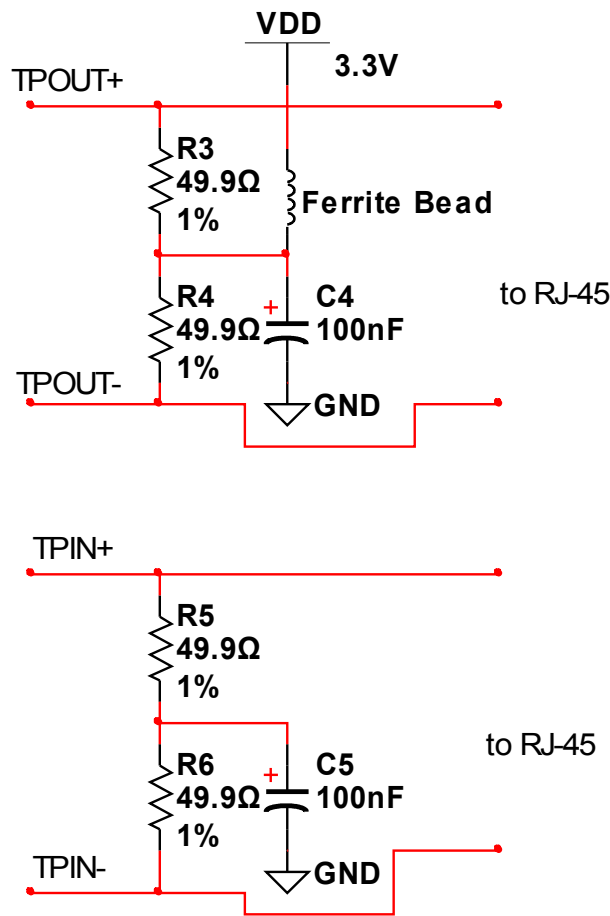 VDD
3.3V
TPOUT+
R3
49.9Ω
1%
Ferrite Bead
R4
49.9Ω
1%
+
C4
100nF
to RJ-45
TPOUT-
GND
TPIN+
R5
49.9Ω
1%
R6
49.9Ω
1%
+
C5
100nF
to RJ-45
TPIN-
GND